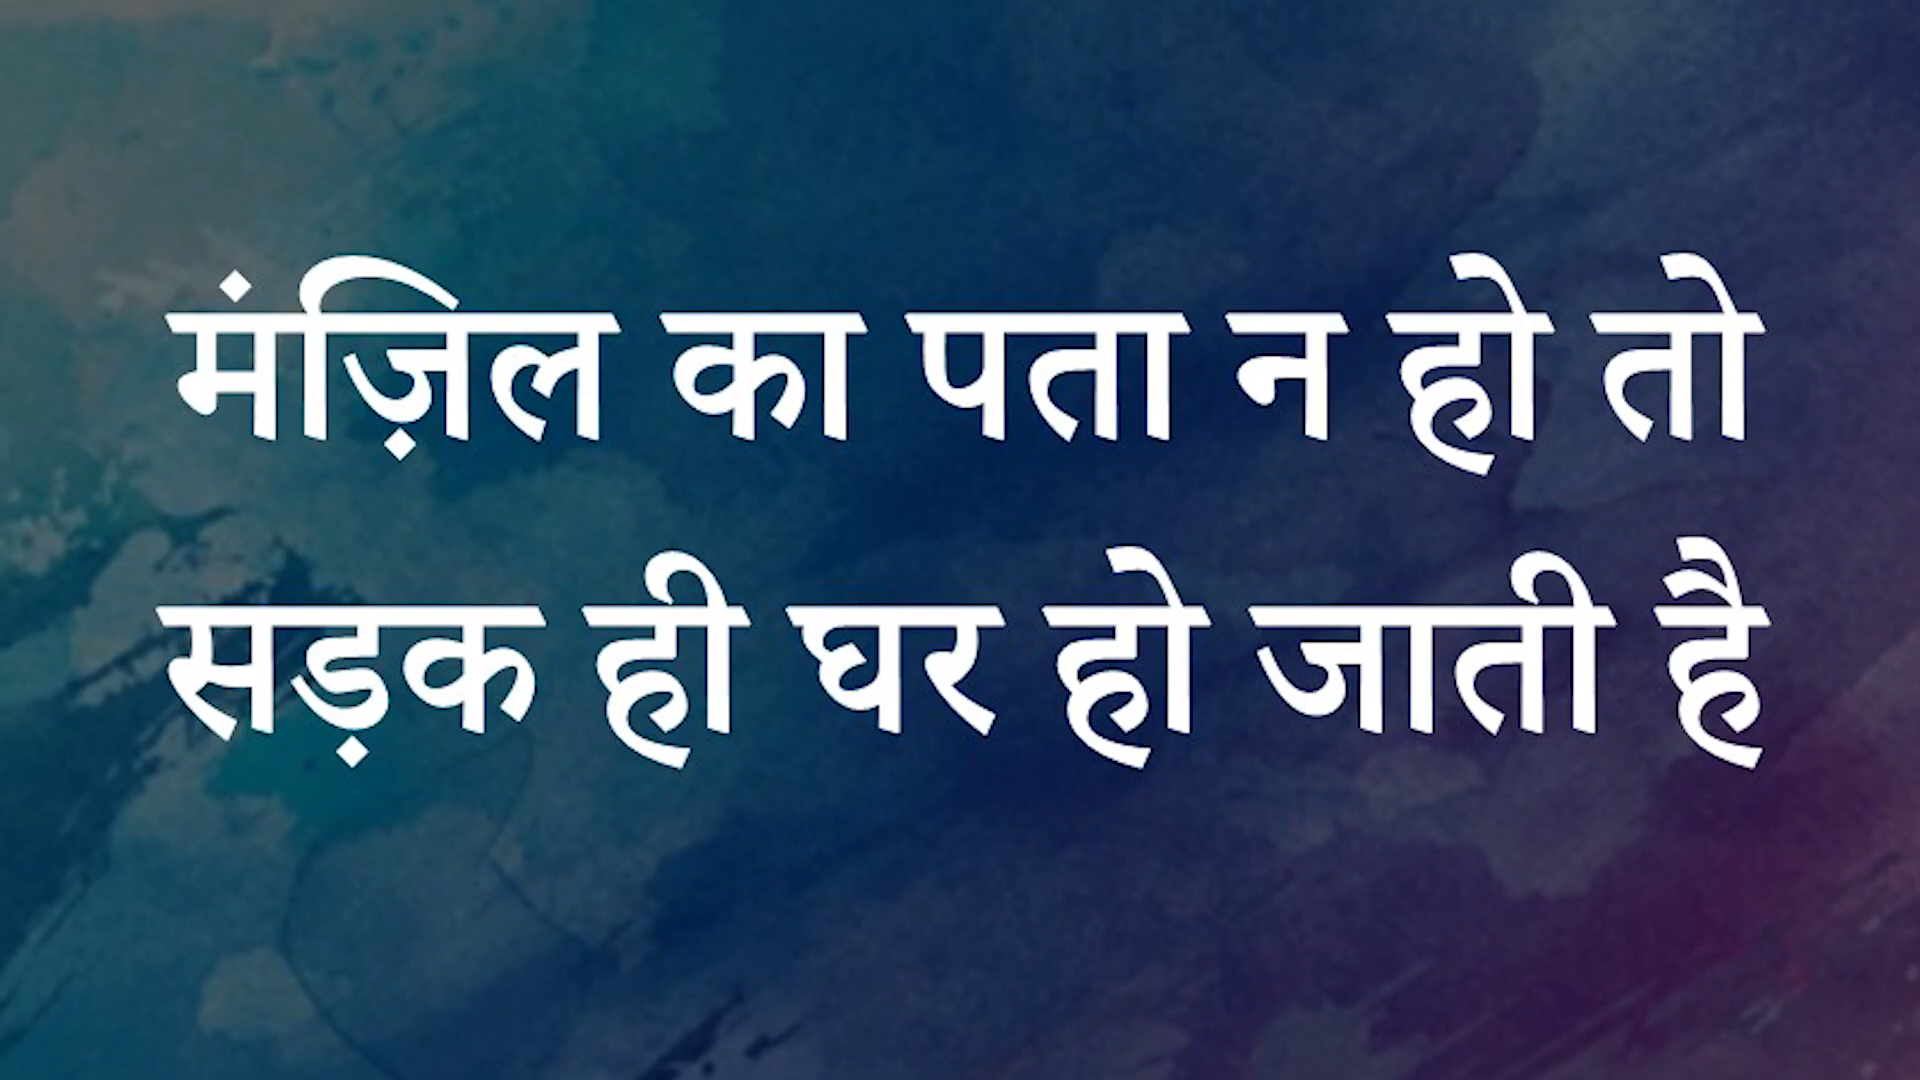 मंज़िल का पता न हो तो
सड़क ही घर हो जाती है